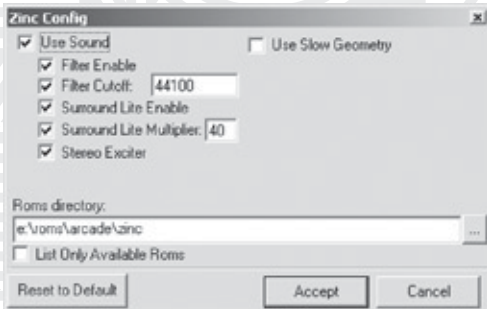 Zinc Config
Use Sound
Use Slow Geometry
Filter Enable
Filter Cutoff: 44100
Surround Lite Enable
Surround Lite Multiplier: 40
Stereo Exciter
Roms directory:
e:\roms\arcade\zinc
...
List Only Available Roms
Reset to Default
Accept
Cancel